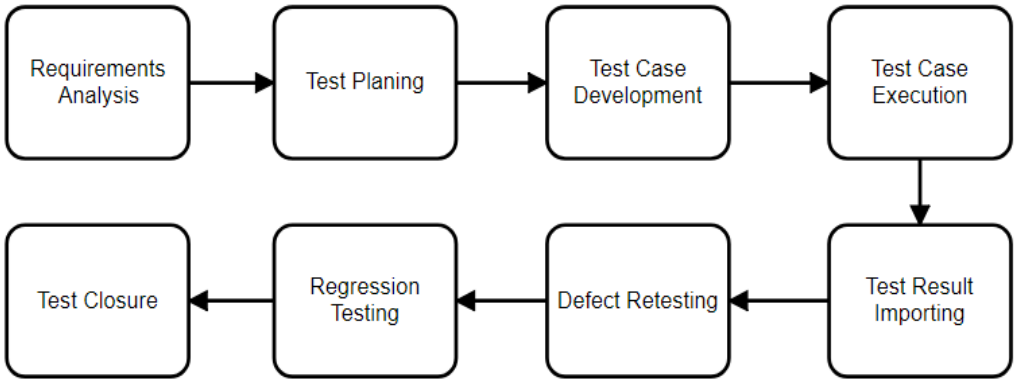 Requirements
Analysis
Test Planing
Test Case
Development
Test Case
Execution
Test Result
Importing
Defect Retesting
Regression
Testing
Test Closure